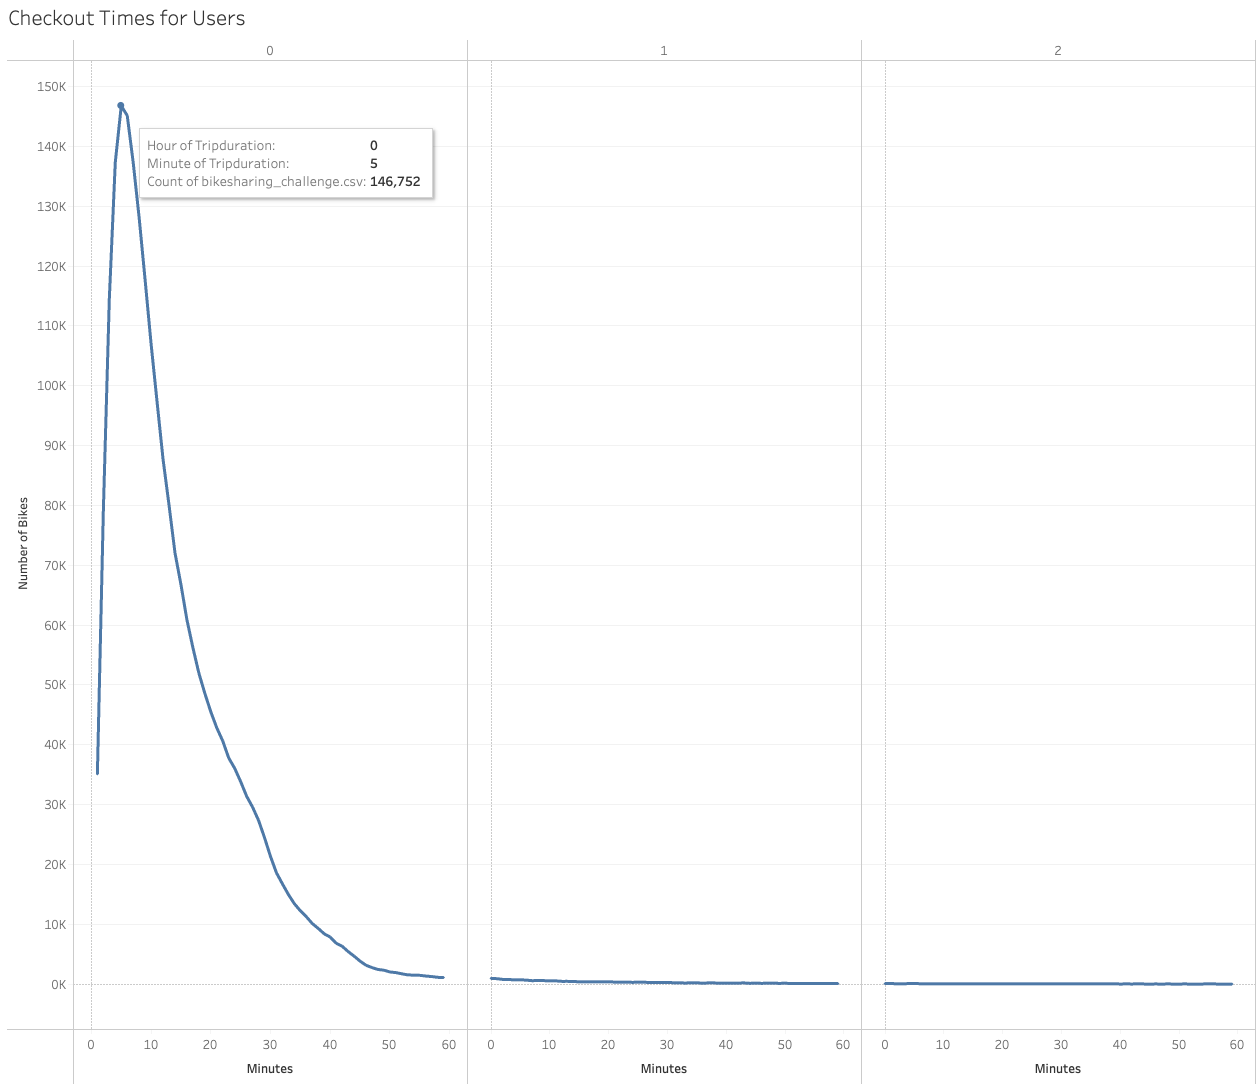 Checkout Times for Users
0 1 2
150K
140K
Hour of Tripduration: 0
Minute of Tripduration: 5
Count of bikesharing_challenge.csv: 146,752
130K
120K
110K
100K
90K
80K
70K
60K
50K
40K
30K
20K
10K
0K
Number of Bikes
0 10 20 30 40 50 60 0 10 20 30 40 50 60 0 10 20 30 40 50 60
Minutes Minutes Minutes